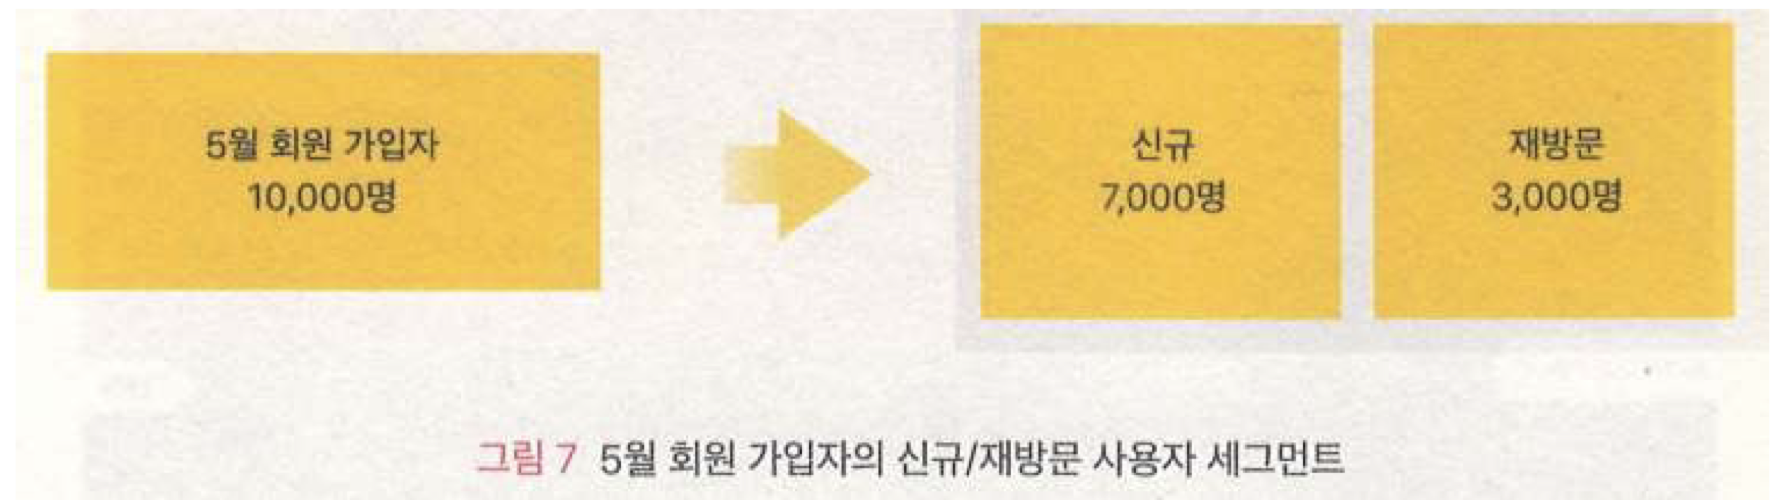 5월 회원 가입자
10,000명
신규
7,000명
재방문
3,000명
그림 7 5월 회원 가입자의 신규/재방문 사용자 세그먼트